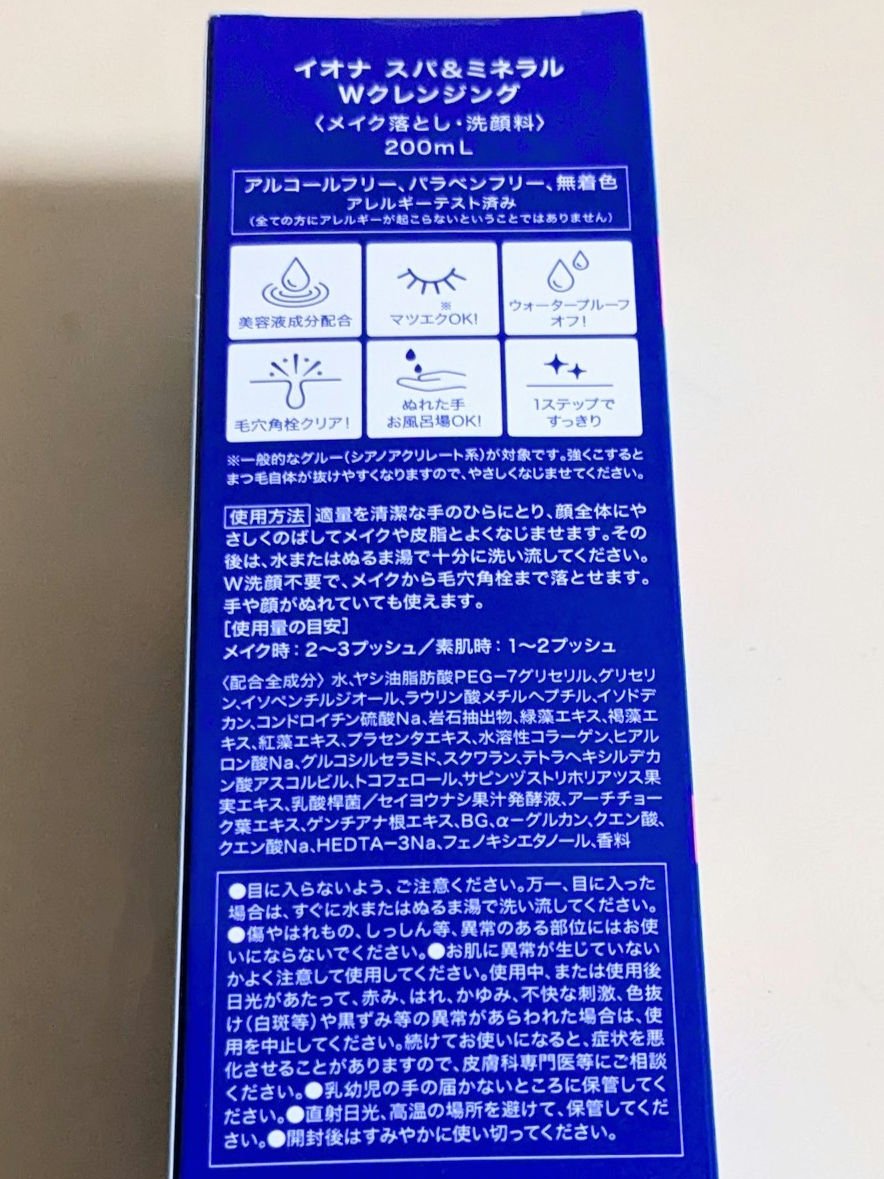 イオナ スパ&ミネラル
Wクレンジング
〈メイク落とし・洗顔料〉
200mL
アルコールフリー、パラベンフリー、無着色
アレルギーテスト済み
(全ての方にアレルギーが起こらないということではありません)
美容液成分配合
※
マツエクOK!
ウォータープルーフ
オフ!
毛穴角栓クリア!
ぬれた手
お風呂場OK!
1ステップで
すっきり
※一般的なグルー(シアノアクリレート系)が対象です。強くこすると
まつ毛自体が抜けやすくなりますので、やさしくなじませてください。
使用方法 適量を清潔な手のひらにとり、顔全体にや
さしくのばしてメイクや皮脂とよくなじませます。その
後は、水またはぬるま湯で十分に洗い流してください。
W洗顔不要で、メイクから毛穴角栓まで落とせます。
手や顔がぬれていても使えます。
[使用量の目安]
メイク時:2〜3プッシュ/素肌時:1〜2プッシュ
〈配合全成分〉水、ヤシ油脂肪酸PEG-7グリセリル、グリセリ
ン、イソペンチルジオール、ラウリン酸メチルヘプチル、イソドデ
カン、コンドロイチン硫酸Na、岩石抽出物、緑藻エキス、褐藻エ
キス、紅藻エキス、プラセンタエキス、水溶性コラーゲン、ヒアル
ロン酸Na、グルコシルセラミド、スクワラン、テトラヘキシルデカ
ン酸アスコルビル、トコフェロール、サピンヅストリホリアツス果
実エキス、乳酸桿菌/セイヨウナシ果汁発酵液、アーチチョー
ク葉エキス、ゲンチアナ根エキス、BG、α-グルカン、クエン酸、
クエン酸Na、HEDTA-3Na、フェノキシエタノール、香料
●目に入らないよう、ご注意ください。万一、目に入った
場合は、すぐに水またはぬるま湯で洗い流してください。
●傷やはれもの、しっしん等、異常のある部位にはお使
いにならないでください。●お肌に異常が生じていない
かよく注意して使用してください。使用中、または使用後
日光があたって、赤み、はれ、かゆみ、不快な刺激、色抜
け(白斑等)や黒ずみ等の異常があらわれた場合は、使
用を中止してください。続けてお使いになると、症状を悪
化させることがありますので、皮膚科専門医等にご相談
ください。●乳幼児の手の届かないところに保管してく
ださい。●直射日光、高温の場所を避けて、保管してくだ
さい。●開封後はすみやかに使い切ってください。